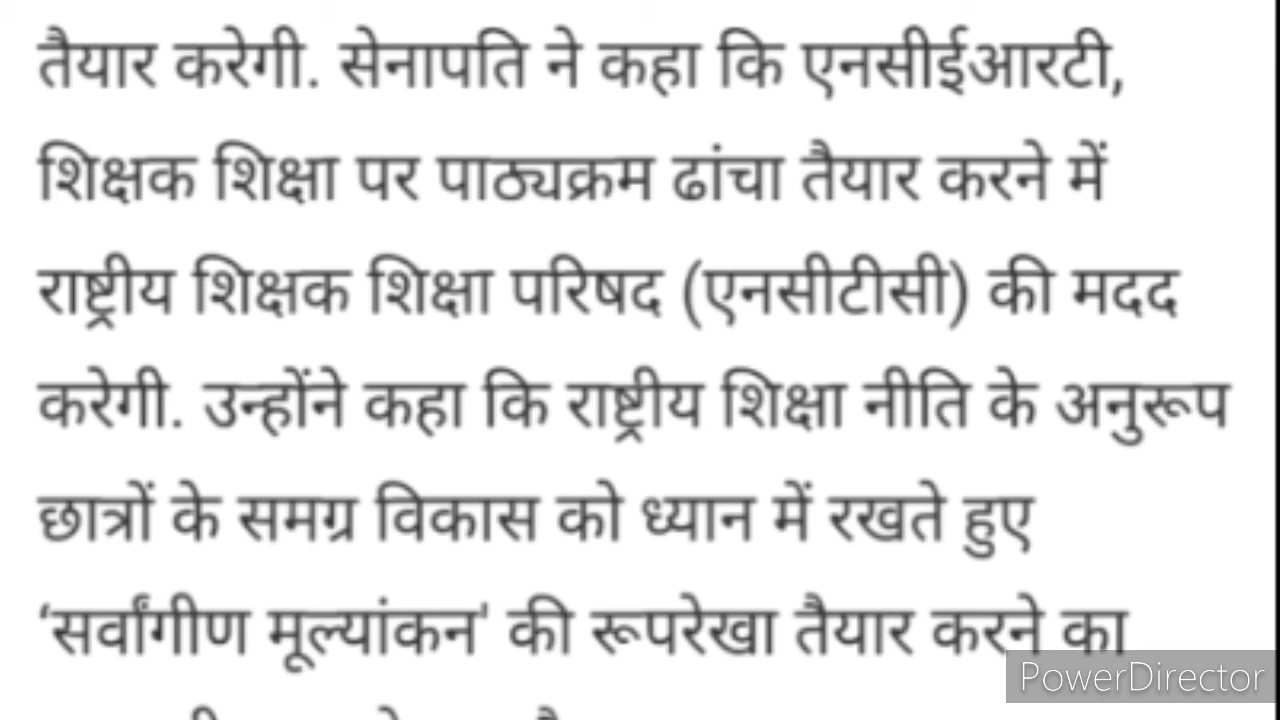 तैयार करेगी. सेनापति ने कहा कि एनसीईआरटी,
शिक्षक शिक्षा पर पाठ्यक्रम ढांचा तैयार करने में
राष्ट्रीय शिक्षक शिक्षा परिषद (एनसीटीसी) की मदद
करेगी. उन्होंने कहा कि राष्ट्रीय शिक्षा नीति के अनुरूप
छात्रों के समग्र विकास को ध्यान में रखते हुए
‘सर्वांगीण मूल्यांकन' की रूपरेखा तैयार करने का
PowerDirector